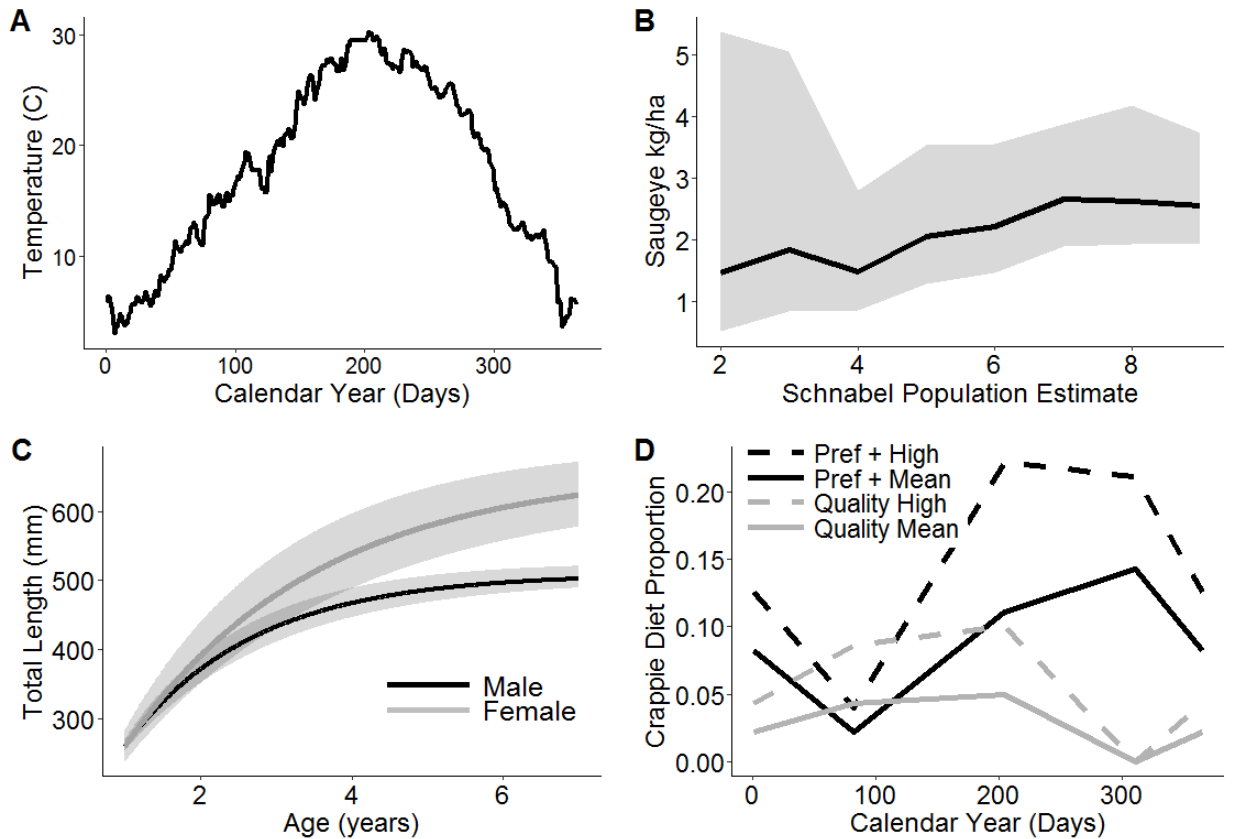 A
30
20
10
Temperature (C)
0
100
200
300
Calendar Year (Days)
B
5
4
3
2
1
Saugeye kg/ha
2
4
6
8
Schnabel Population Estimate
C
600
500
400
300
Total Length (mm)
Male
Female
2
4
6
Age (years)
D
Pref + High
Pref + Mean
Quality High
Quality Mean
0.20
0.15
0.10
0.05
0.00
Crappie Diet Proportion
0
100
200
300
Calendar Year (Days)